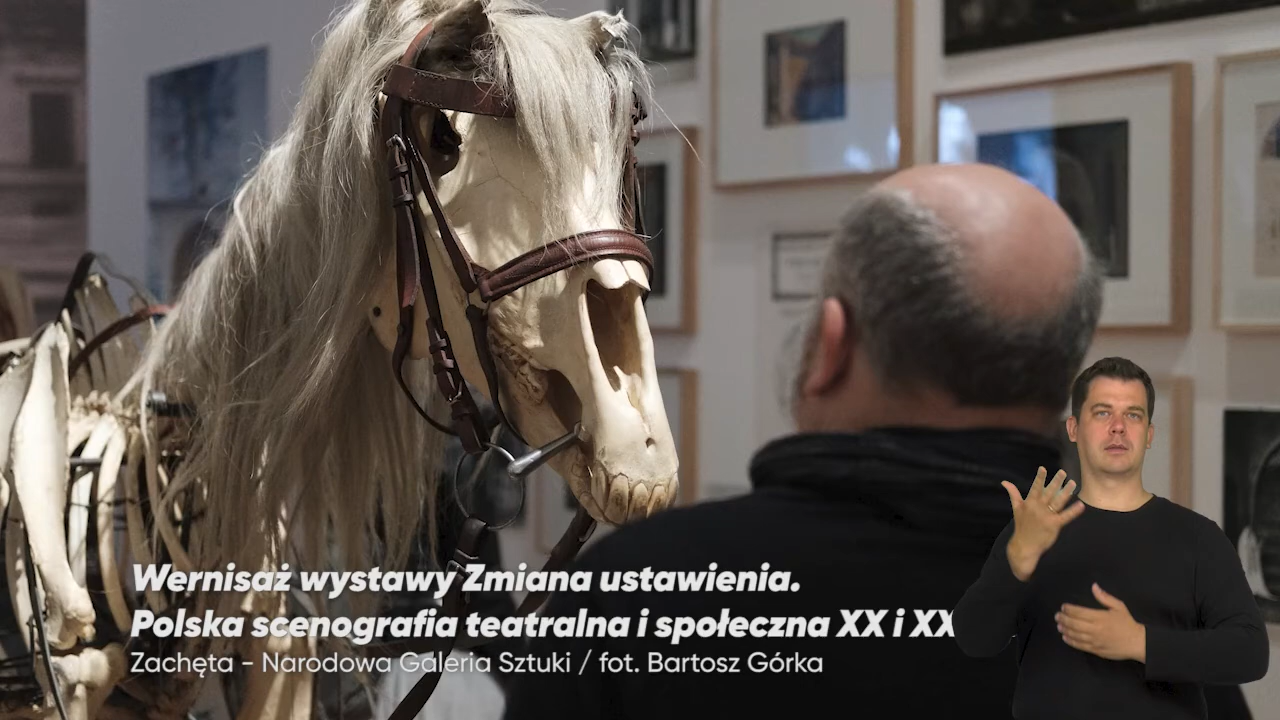 Wernisaż wystawy Zmiana ustawienia.
Polska scenografia teatralna i społeczna XX i XX
Zachęta - Narodowa Galeria Sztuki / fot. Bartosz Górka